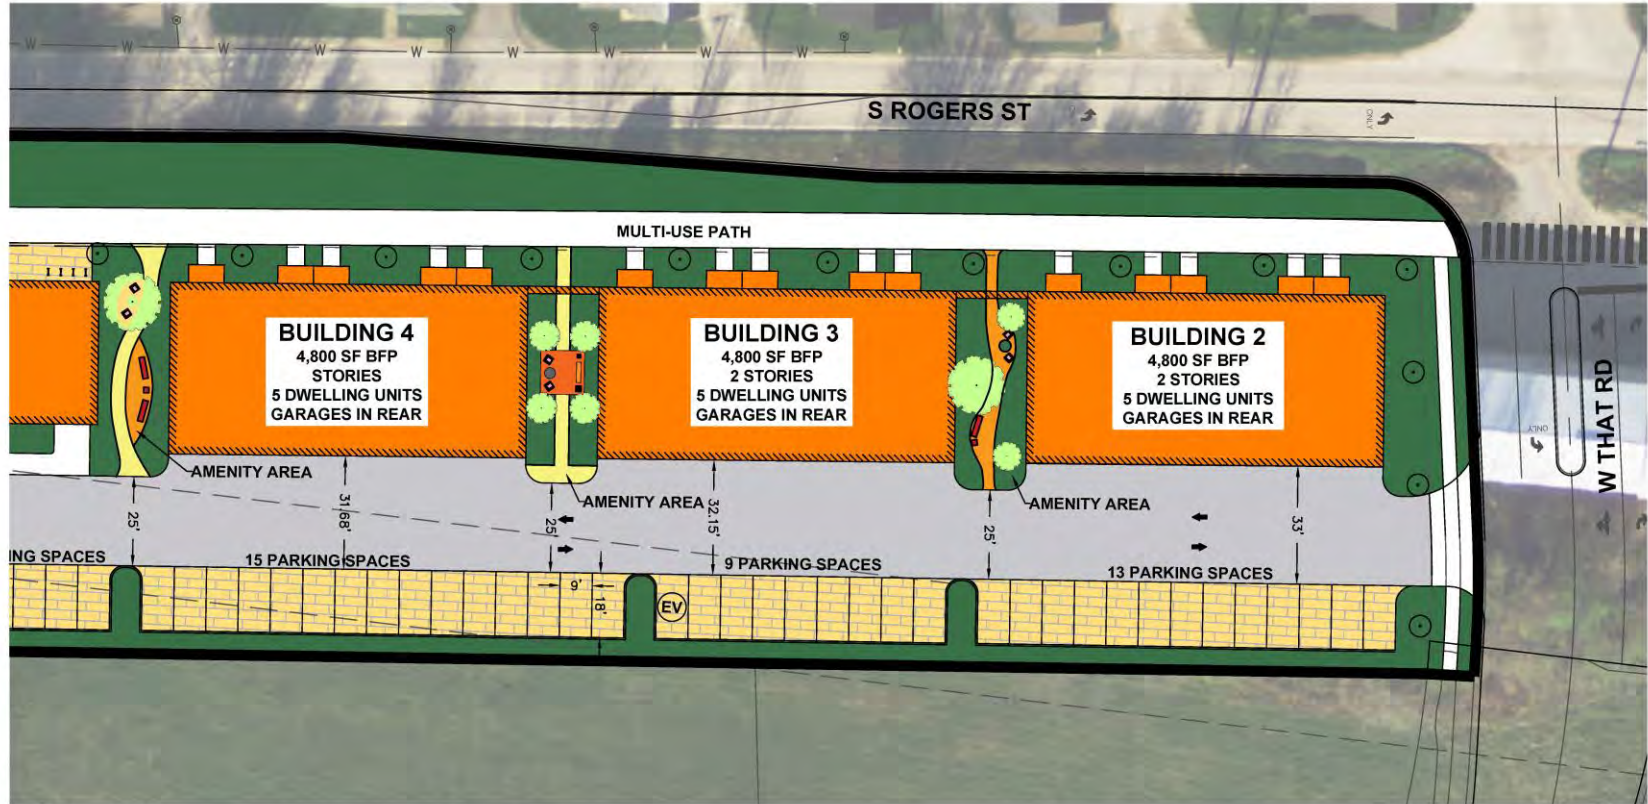 W W W W W W W W W
S ROGERS ST
ONLY
ONLY
MULTI-USE PATH
BUILDING 4
4,800 SF BFP
STORIES
5 DWELLING UNITS
GARAGES IN REAR
BUILDING 3
4,800 SF BFP
2 STORIES
5 DWELLING UNITS
GARAGES IN REAR
BUILDING 2
4,800 SF BFP
2 STORIES
5 DWELLING UNITS
GARAGES IN REAR
W THAT RD
ONLY
AMENITY AREA
AMENITY AREA
AMENITY AREA
25'
31.68'
25'
32.15'
25'
33'
NG SPACES
15 PARKING SPACES
9 PARKING SPACES
13 PARKING SPACES
9'
18'
EV